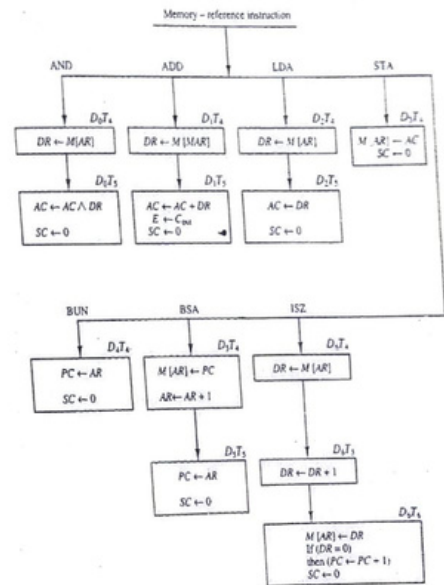 Memory – reference instruction
AND ADD LDA STA
D₀T₄ D₁T₄ D₂T₄ D₃T₄
DR ← M[AR] DR ← M [MAR] DR ← M [AR] M [AR] ← AC
SC ← 0
D₀T₅ D₁T₅ D₂T₅
AC ← AC ∧ DR AC ← AC + DR AC ← DR
E ← Cout
SC ← 0 SC ← 0 SC ← 0
BUN BSA ISZ
D₄T₄ D₅T₄ D₅T₄
PC ← AR M [AR] ← PC DR ← M [AR]
SC ← 0 AR ← AR + 1
D₅T₅
PC ← AR DR ← DR + 1
SC ← 0
D₆T₆
M [AR] ← DR
If (DR = 0)
then (PC ← PC + 1)
SC ← 0